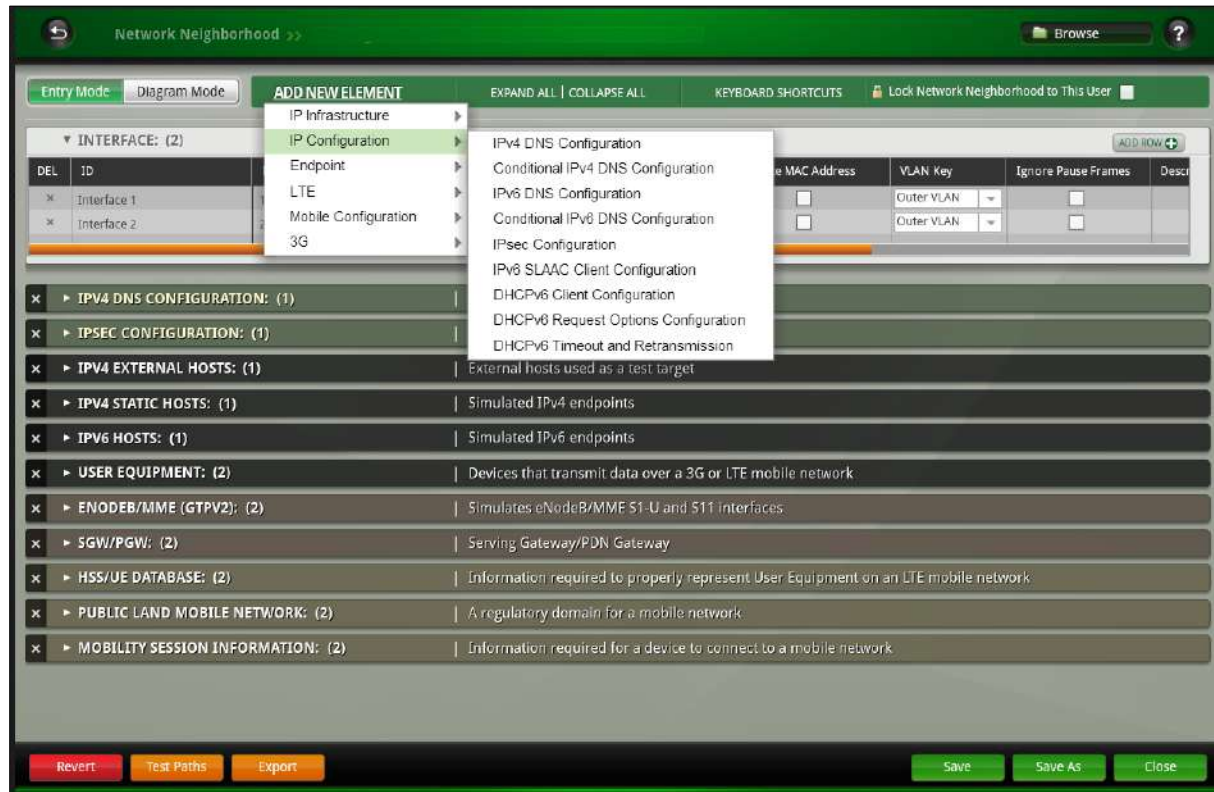 Network Neighborhood >>
Browse
?
Entry Mode
Diagram Mode
ADD NEW ELEMENT
EXPAND ALL | COLLAPSE ALL
KEYBOARD SHORTCUTS
Lock Network Neighborhood to This User
IP Infrastructure
IP Configuration
Endpoint
LTE
Mobile Configuration
3G
IPv4 DNS Configuration
Conditional IPv4 DNS Configuration
IPv6 DNS Configuration
Conditional IPv6 DNS Configuration
IPsec Configuration
IPv6 SLAAC Client Configuration
DHCPv6 Client Configuration
DHCPv6 Request Options Configuration
DHCPv6 Timeout and Retransmission
INTERFACE: (2)
ADD ROW
DEL ID MAC Address VLAN Key Ignore Pause Frames
Interface 1 Outer VLAN
Interface 2 Outer VLAN
x IPV4 DNS CONFIGURATION: (1) |
x IPSEC CONFIGURATION: (1) |
x IPV4 EXTERNAL HOSTS: (1) | External hosts used as a test target
x IPV4 STATIC HOSTS: (1) | Simulated IPv4 endpoints
x IPV6 HOSTS: (1) | Simulated IPv6 endpoints
x USER EQUIPMENT: (2) | Devices that transmit data over a 3G or LTE mobile network
x ENODEB/MME (GTPV2): (2) | Simulates eNodeB/MME S1-U and S11 interfaces
x SGW/PGW: (2) | Serving Gateway/PDN Gateway
x HSS/UE DATABASE: (2) | Information required to properly represent User Equipment on an LTE mobile network
x PUBLIC LAND MOBILE NETWORK: (2) | A regulatory domain for a mobile network
x MOBILITY SESSION INFORMATION: (2) | Information required for a device to connect to a mobile network
Revert
Test Paths
Export
Save
Save As
Close